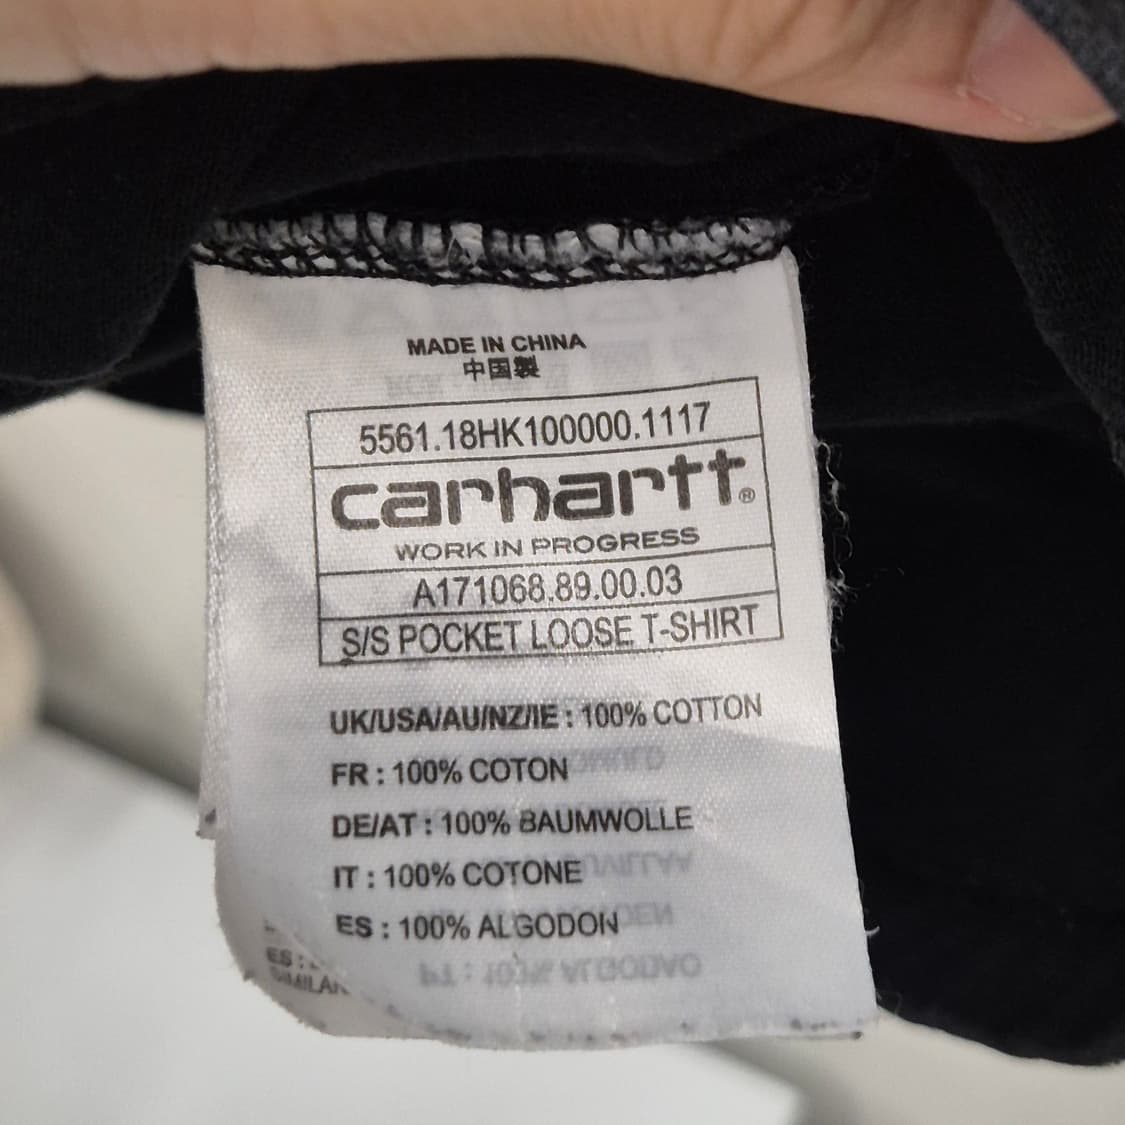 MADE IN CHINA
中国製
5561.18HK100000.1117
carhartt®
WORK IN PROGRESS
A171068.89.00.03
S/S POCKET LOOSE T-SHIRT
UK/USA/AU/NZ/IE : 100% COTTON
FR : 100% COTON
DE/AT : 100% BAUMWOLLE
IT : 100% COTONE
ES : 100% ALGODON
ES :